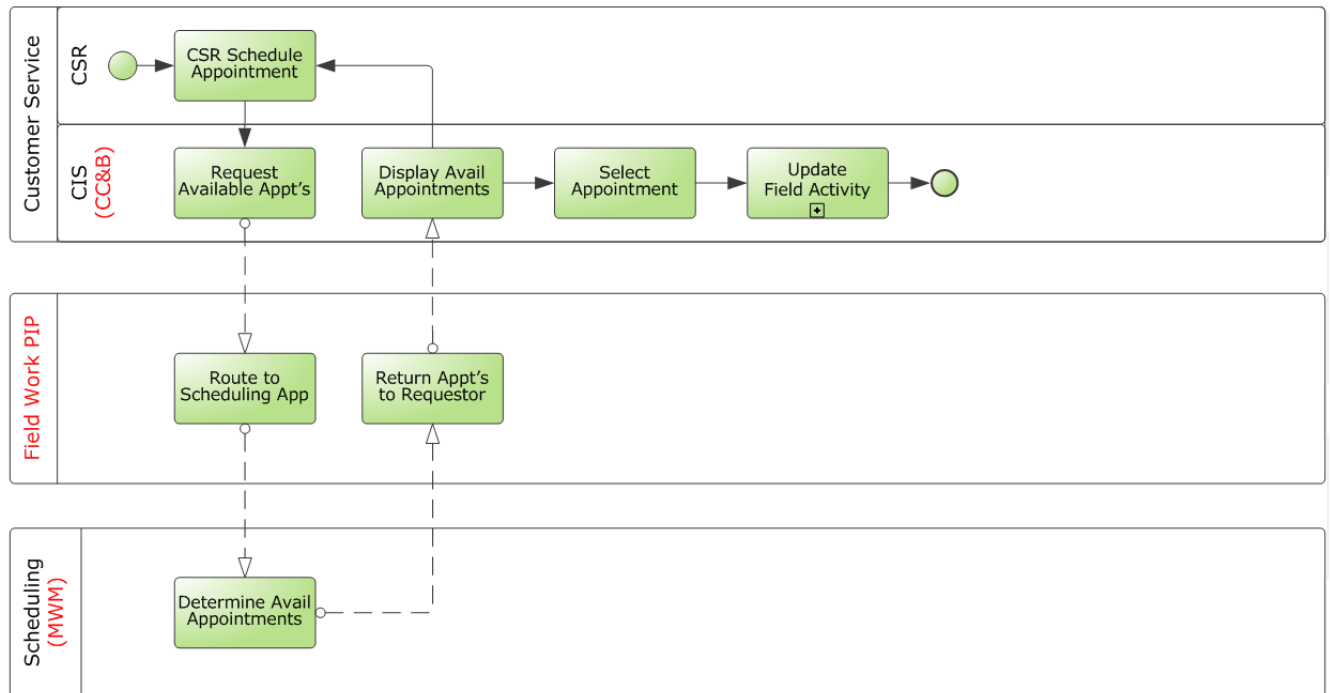 Customer Service
CSR
CSR Schedule
Appointment
CIS
(CC&B)
Request
Available Appt's
Display Avail
Appointments
Select
Appointment
Update
Field Activity
Field Work PIP
Route to
Scheduling App
Return Appt's
to Requestor
Scheduling
(MWM)
Determine Avail
Appointments